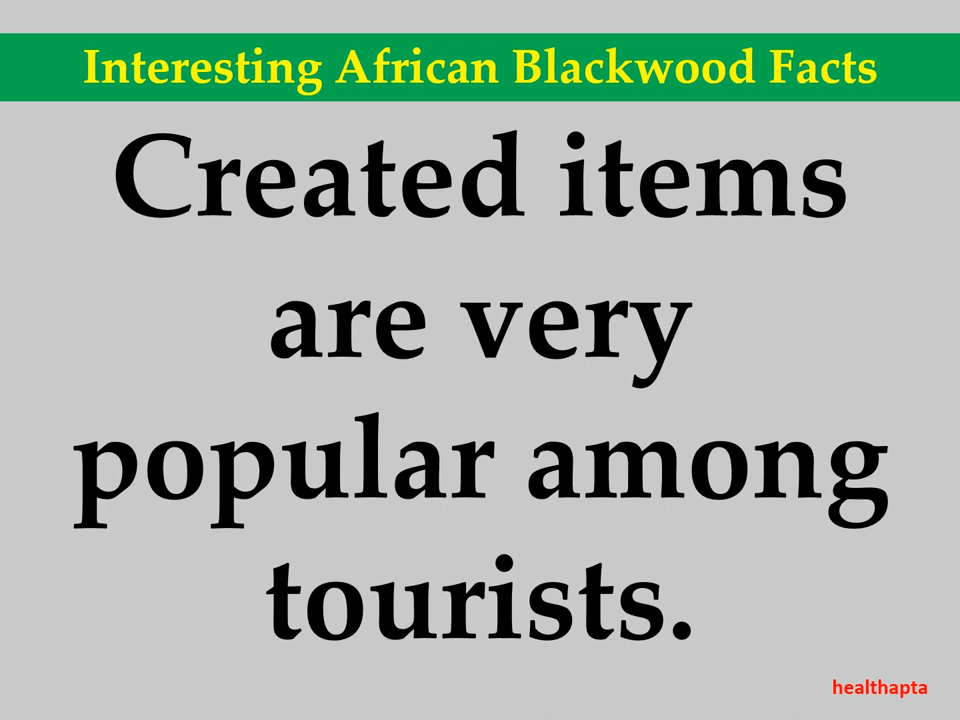 Interesting African Blackwood Facts
Created items
are very
popular among
tourists.
healthapta